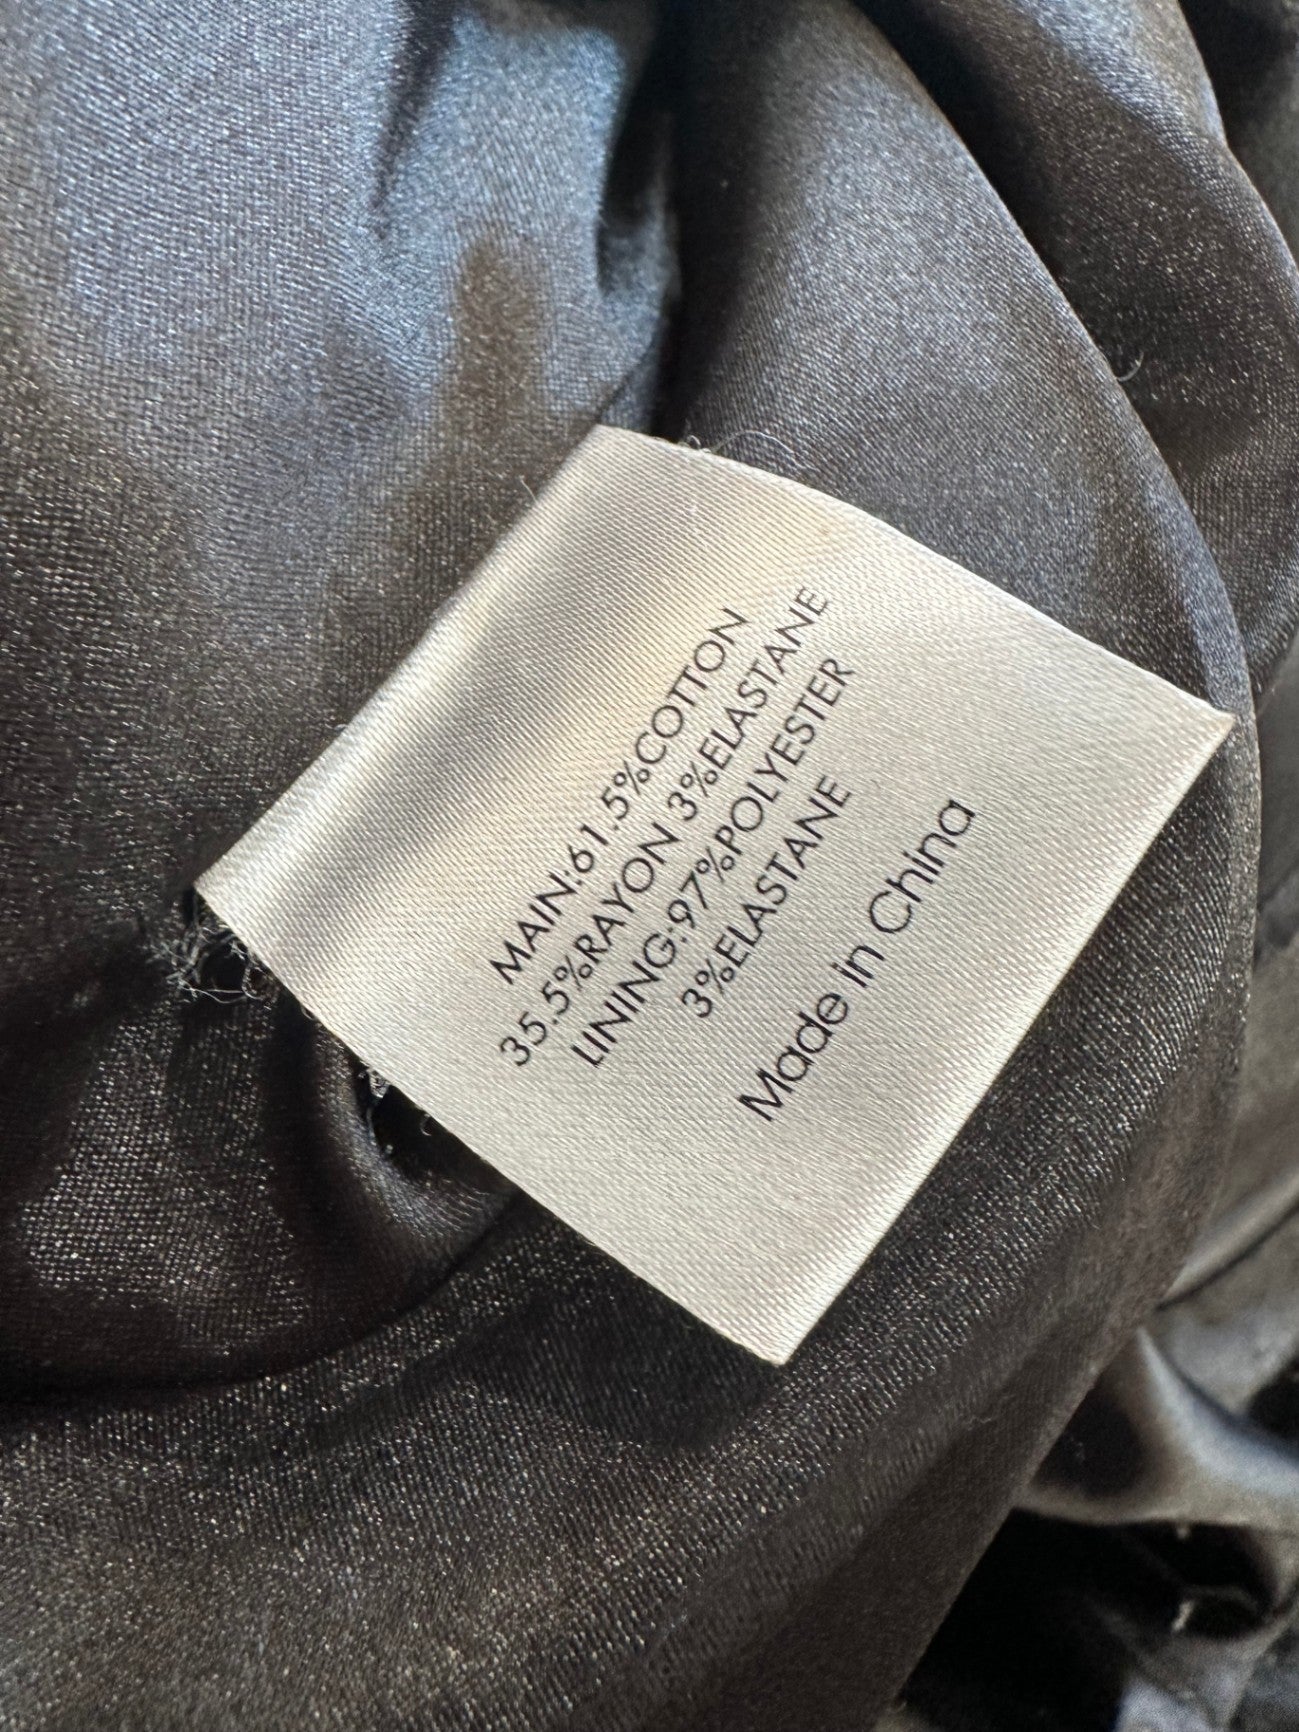 MAIN:61.5%COTTON
35.5%RAYON 3%ELASTANE
LINING:97%POLYESTER
3%ELASTANE
Made in China